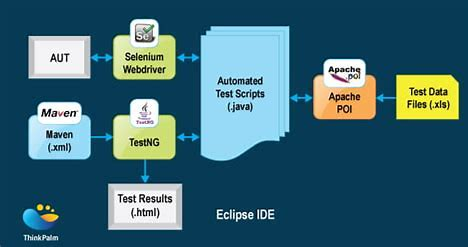 Se
AUT
Selenium
Webdriver
Automated
Test Scripts
(.java)
Apache
poi
Apache
POI
Test Data
Files (.xls)
Maven
Maven
(.xml)
TestNG
TestNG
Test Results
(.html)
Eclipse IDE
ThinkPalm